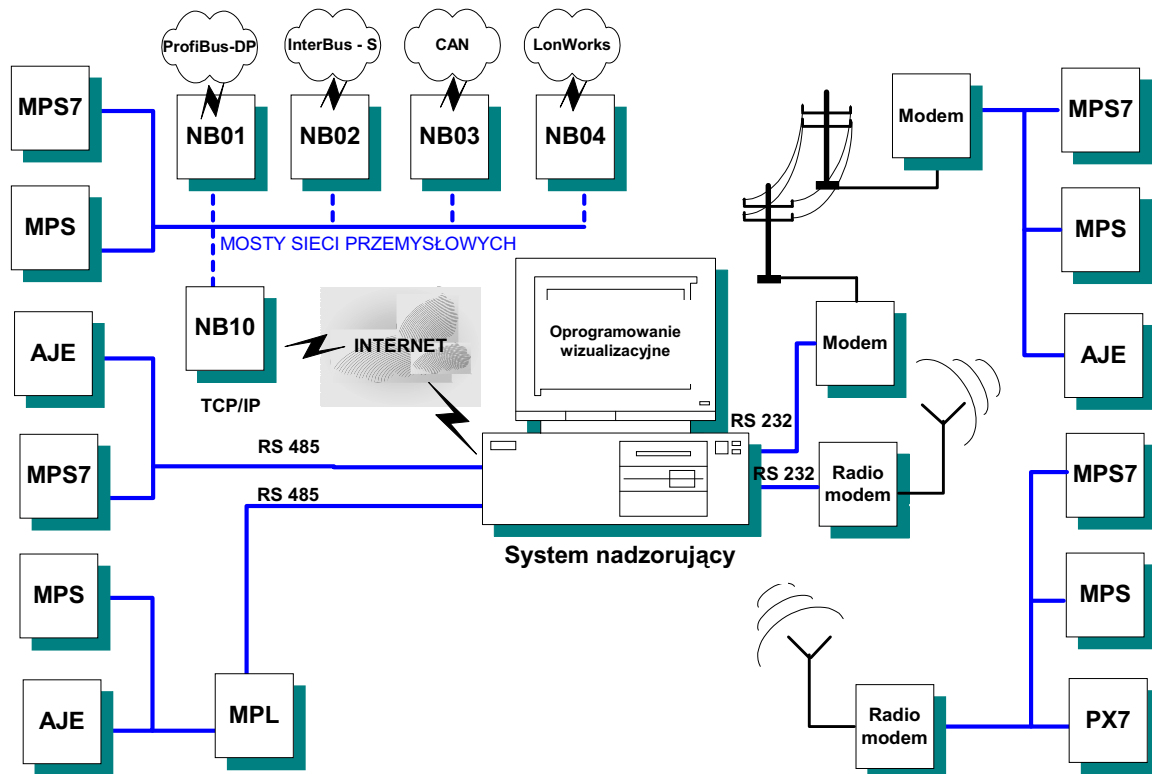 ProfiBus-DP
InterBus - S
CAN
LonWorks
MPS7
NB01
NB02
NB03
NB04
MPS
MOSTY SIECI PRZEMYSŁOWYCH
NB10
TCP/IP
INTERNET
AJE
MPS7
RS 485
RS 485
MPS
AJE
MPL
Oprogramowanie
wizualizacyjne
System nadzorujący
RS 232
RS 232
Modem
Radio
modem
Modem
MPS7
MPS
AJE
MPS7
MPS
PX7
Radio
modem